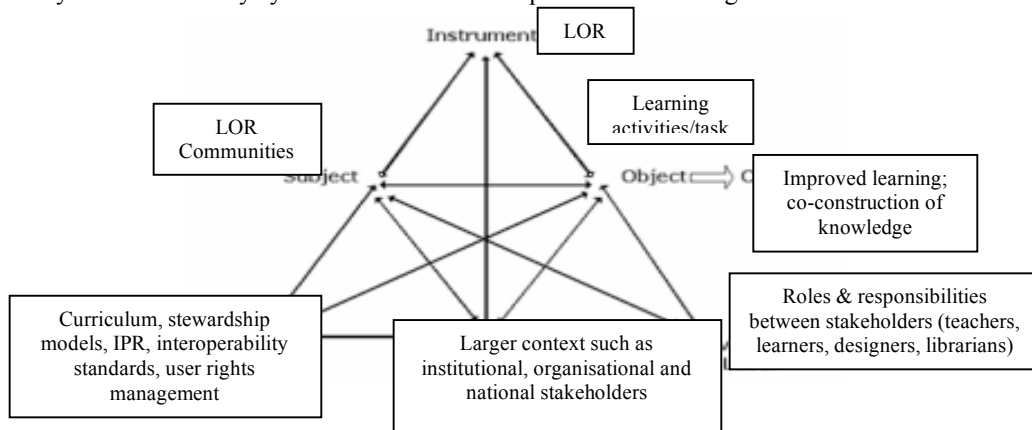 Instrument
LOR
Learning
activities/task
LOR
Communities
Subject
Object
Improved learning;
co-construction of
knowledge
Curriculum, stewardship
models, IPR, interoperability
standards, user rights
management
Larger context such as
institutional, organisational and
national stakeholders
Roles & responsibilities
between stakeholders (teachers,
learners, designers, librarians)